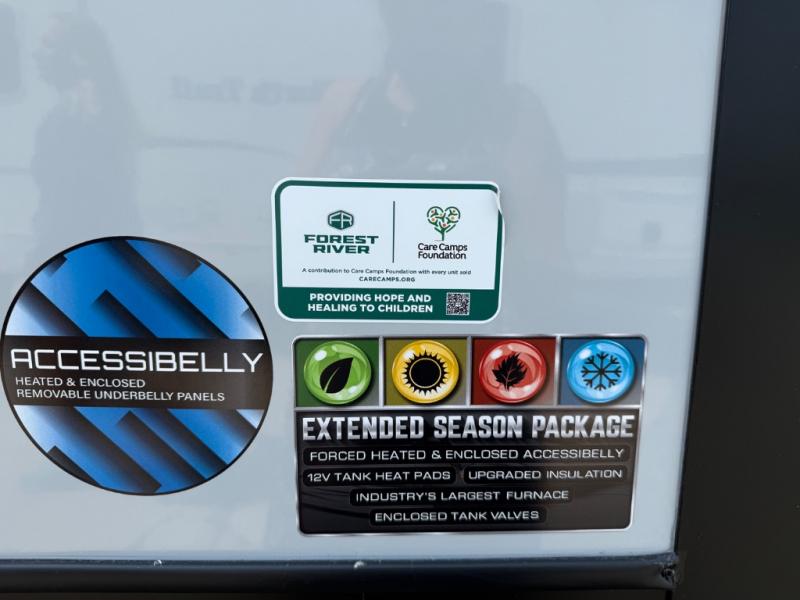 FR
FOREST
RIVER
Care Camps
Foundation
A contribution to Care Camps Foundation with every unit sold
CARECAMPS.ORG
PROVIDING HOPE AND
HEALING TO CHILDREN
ACCESSIBELLY
HEATED & ENCLOSED
REMOVABLE UNDERBELLY PANELS
EXTENDED SEASON PACKAGE
FORCED HEATED & ENCLOSED ACCESSIBELLY
12V TANK HEAT PADS UPGRADED INSULATION
INDUSTRY'S LARGEST FURNACE
ENCLOSED TANK VALVES